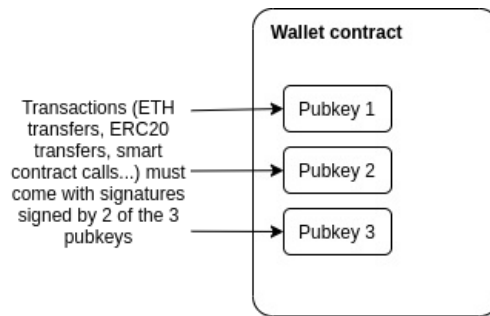 Wallet contract
Transactions (ETH
transfers, ERC20
transfers, smart
contract calls...) must
come with signatures
signed by 2 of the 3
pubkeys
Pubkey 1
Pubkey 2
Pubkey 3